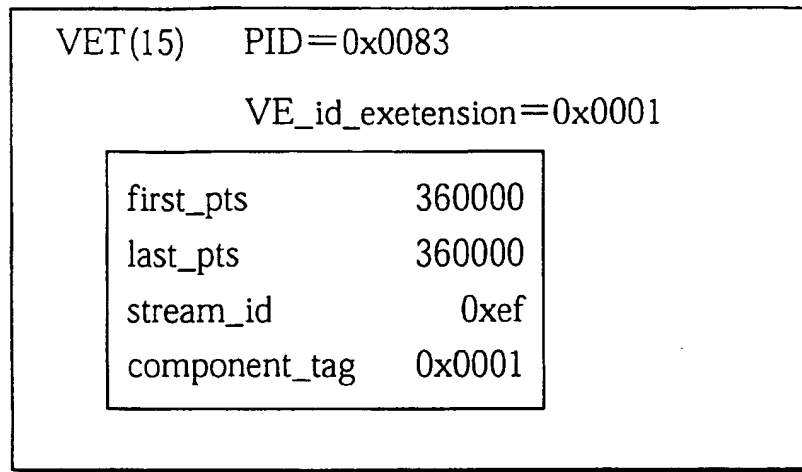 VET(15) PID=0x0083
VE_id_exetension=0x0001
first_pts 360000
last_pts 360000
stream_id 0xef
component_tag 0x0001